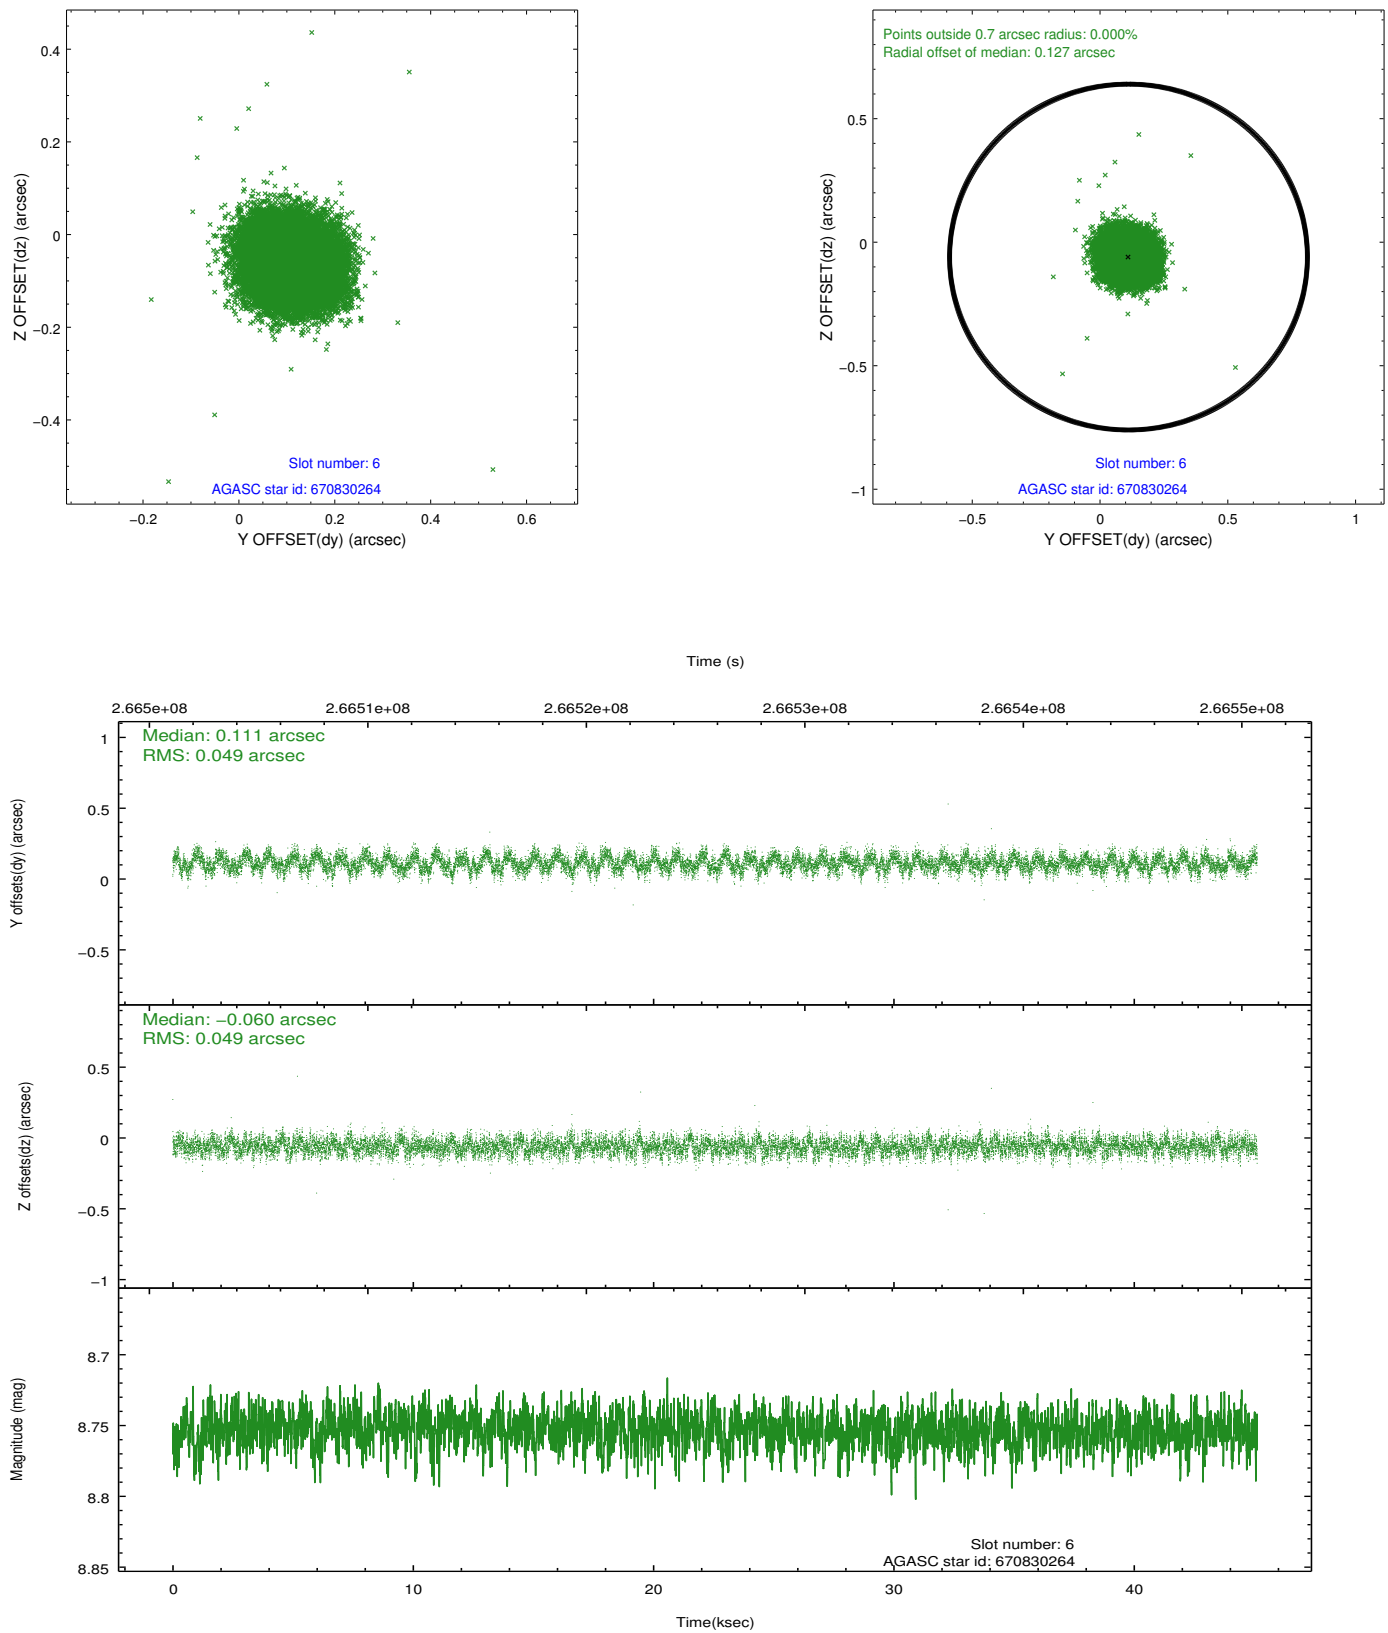 0.4
0.2
0
−0.2
−0.4
Z OFFSET(dz) (arcsec)
Slot number: 6
AGASC star id: 670830264
−0.2 0 0.2 0.4 0.6
Y OFFSET(dy) (arcsec)
Points outside 0.7 arcsec radius: 0.000%
Radial offset of median: 0.127 arcsec
0.5
0
−0.5
−1
Z OFFSET(dz) (arcsec)
Slot number: 6
AGASC star id: 670830264
−0.5 0 0.5 1
Y OFFSET(dy) (arcsec)
Time (s)
2.665e+08 2.6651e+08 2.6652e+08 2.6653e+08 2.6654e+08 2.6655e+08
Median: 0.111 arcsec
RMS: 0.049 arcsec
1
0.5
0
−0.5
Y offsets(dy) (arcsec)
Median: −0.060 arcsec
RMS: 0.049 arcsec
0.5
0
−0.5
−1
Z offsets(dz) (arcsec)
8.7
8.75
8.8
8.85
Magnitude (mag)
Slot number: 6
AGASC star id: 670830264
0 10 20 30 40
Time(ksec)